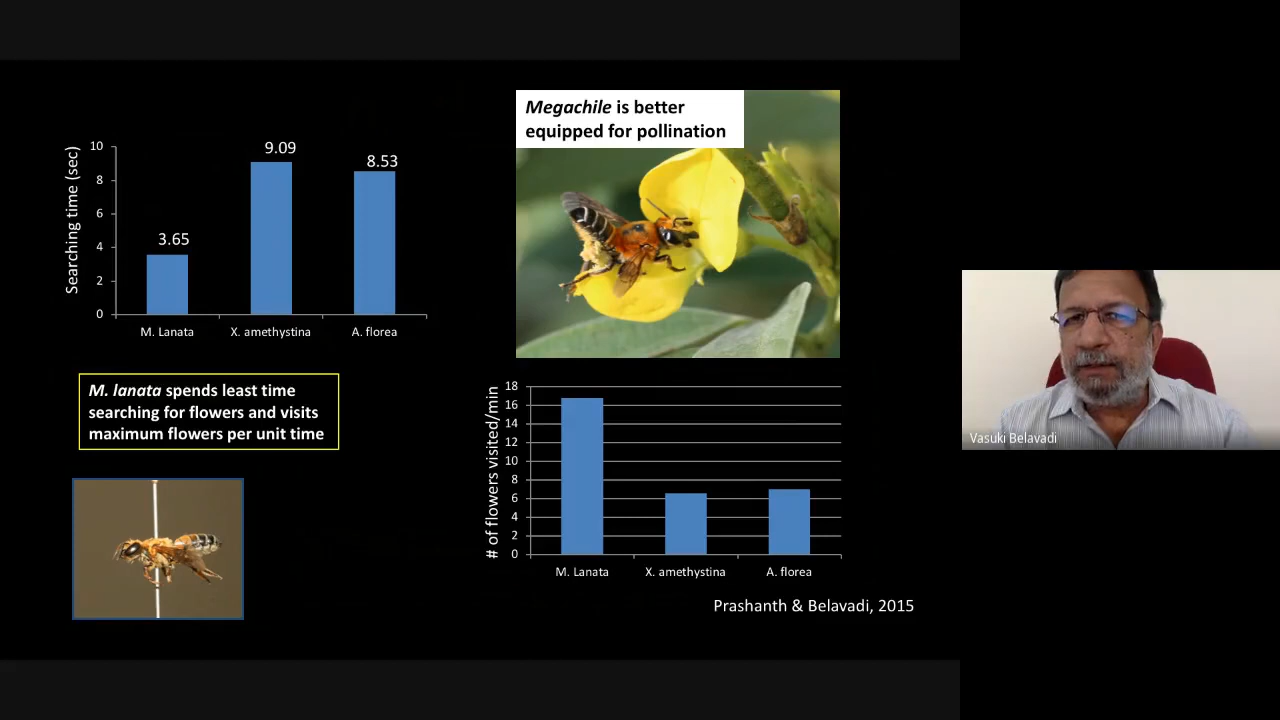 Megachile is better
equipped for pollination
Searching time (sec)
10
8
6
4
2
0
3.65
9.09
8.53
M. Lanata
X. amethystina
A. florea
M. lanata spends least time
searching for flowers and visits
maximum flowers per unit time
# of flowers visited/min
18
16
14
12
10
8
6
4
2
0
M. Lanata
X. amethystina
A. florea
Prashanth & Belavadi, 2015
Vasuki Belavadi